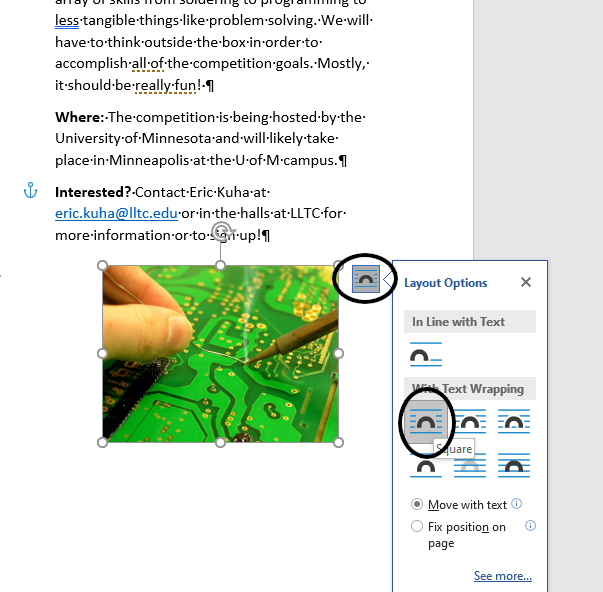 array of skills from soldering to programming to
less tangible things like problem solving. We will
have to think outside the box in order to
accomplish all of the competition goals. Mostly,
it should be really fun! ¶
Where: The competition is being hosted by the
University of Minnesota and will likely take
place in Minneapolis at the U of M campus.¶
Interested? Contact Eric Kuha at
eric.kuha@lltc.edu or in the halls at LLTC for
more information or to sign up!¶
Layout Options
In Line with Text
With Text Wrapping
Square
Move with text
Fix position on
page
See more...